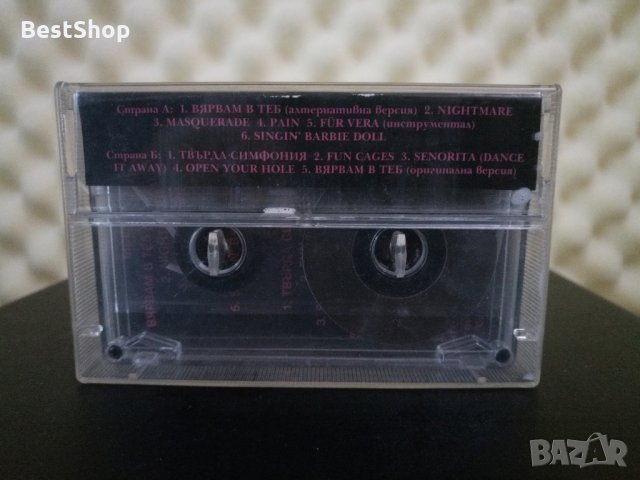 BestShop
Страна А: 1. ВЯРВАМ В ТЕБ (алтернативна версия) 2. NIGHTMARE
3. MASQUERADE 4. PAIN 5. FÜR VERA (инструментал)
6. SINGIN' BARBIE DOLL
Страна Б: 1. ТВЪРДА СИМФОНИЯ 2. FUN CAGES 3. SENORITA (DANCE
IT AWAY) 4. OPEN YOUR HOLE 5. ВЯРВАМ В ТЕБ (оригинална версия)
BAZAR